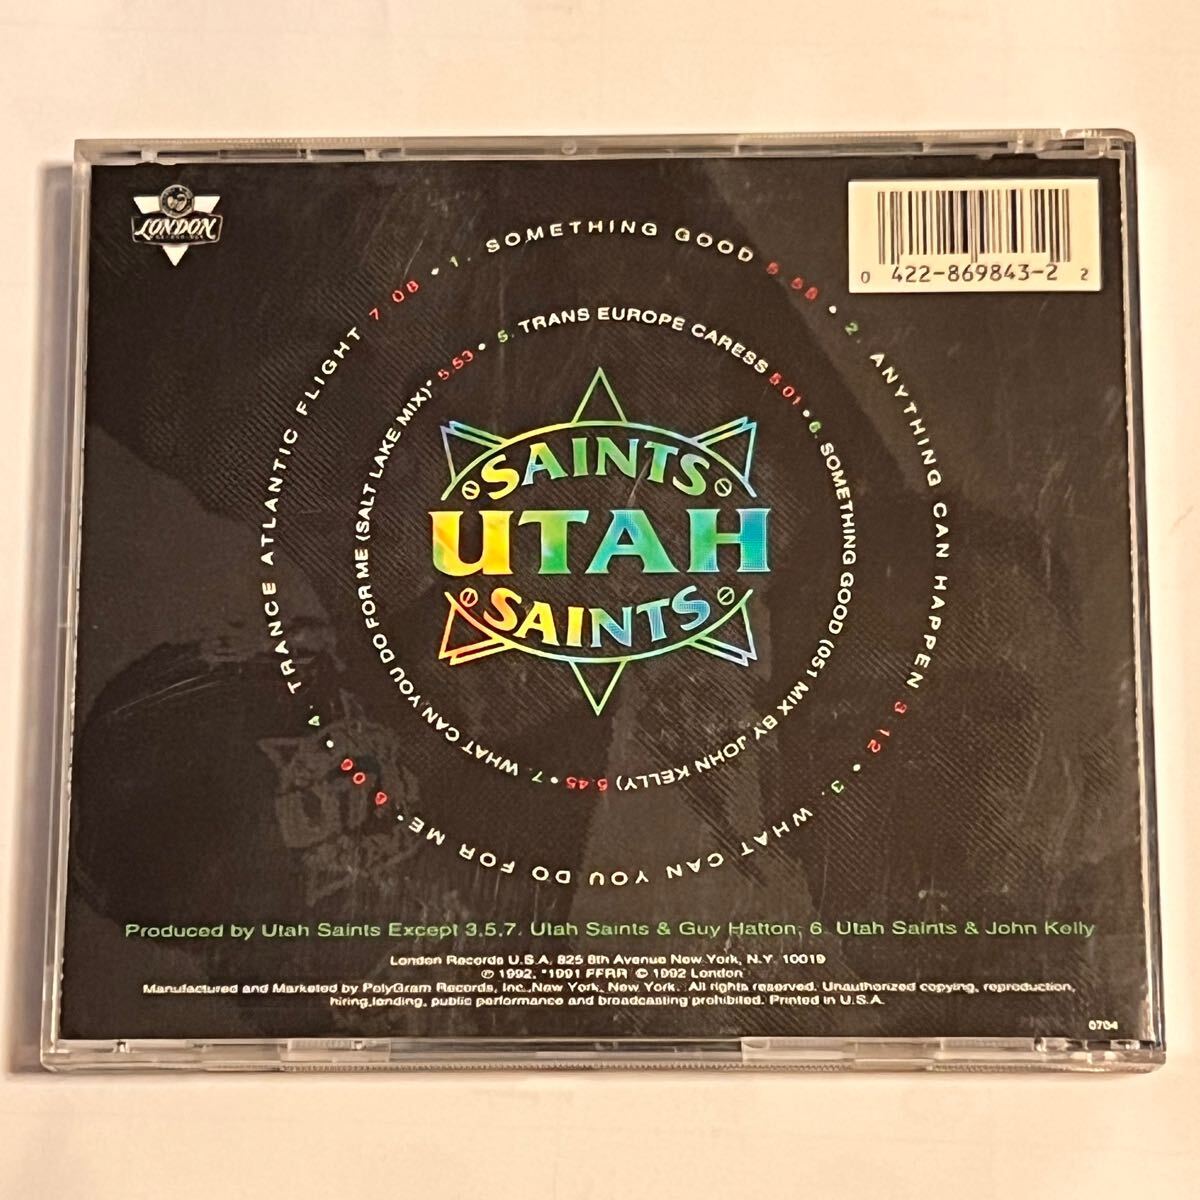 LONDON
0 422-869843-2 2
1. SOMETHING GOOD 5 58 •
2. ANYTHING CAN HAPPEN 3 12 •
3. WHAT CAN YOU DO FOR ME*
•
4. TRANCE ATLANTIC FLIGHT 7 08 •
5. TRANS EUROPE CARESS 5.01 •
6. SOMETHING GOOD (051 MIX BY JOHN KELLY) 5.45 •
7. WHAT CAN YOU DO FOR ME (SALT LAKE MIX)* 5.53 •
SAINTS
UTAH
SAINTS
Produced by Utah Saints Except 3,5,7. Utah Saints & Guy Hatton; 6. Utah Saints & John Kelly
London Records U.S.A. 825 8th Avenue New York, N.Y. 10019
℗ 1992, *1991 FFRR © 1992 London
Manufactured and Marketed by PolyGram Records, Inc.,New York, New York. All rights reserved. Unauthorized copying, reproduction,
hiring,lending, public performance and broadcasting prohibited. Printed in U.S.A.
0704